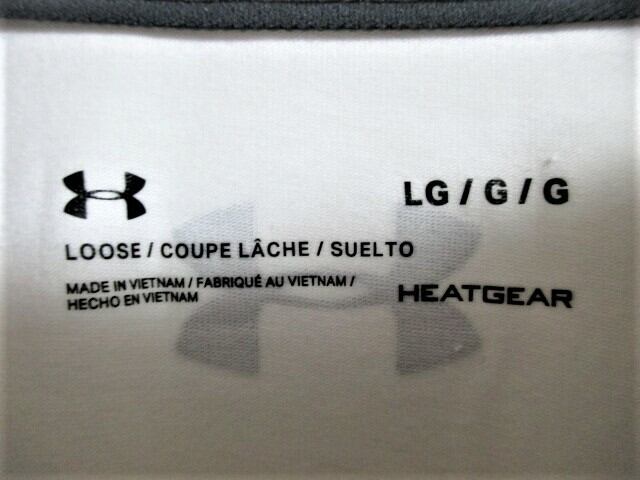 LG / G / G
LOOSE / COUPE LÂCHE / SUELTO
MADE IN VIETNAM / FABRIQUÉ AU VIETNAM /
HECHO EN VIETNAM
HEATGEAR